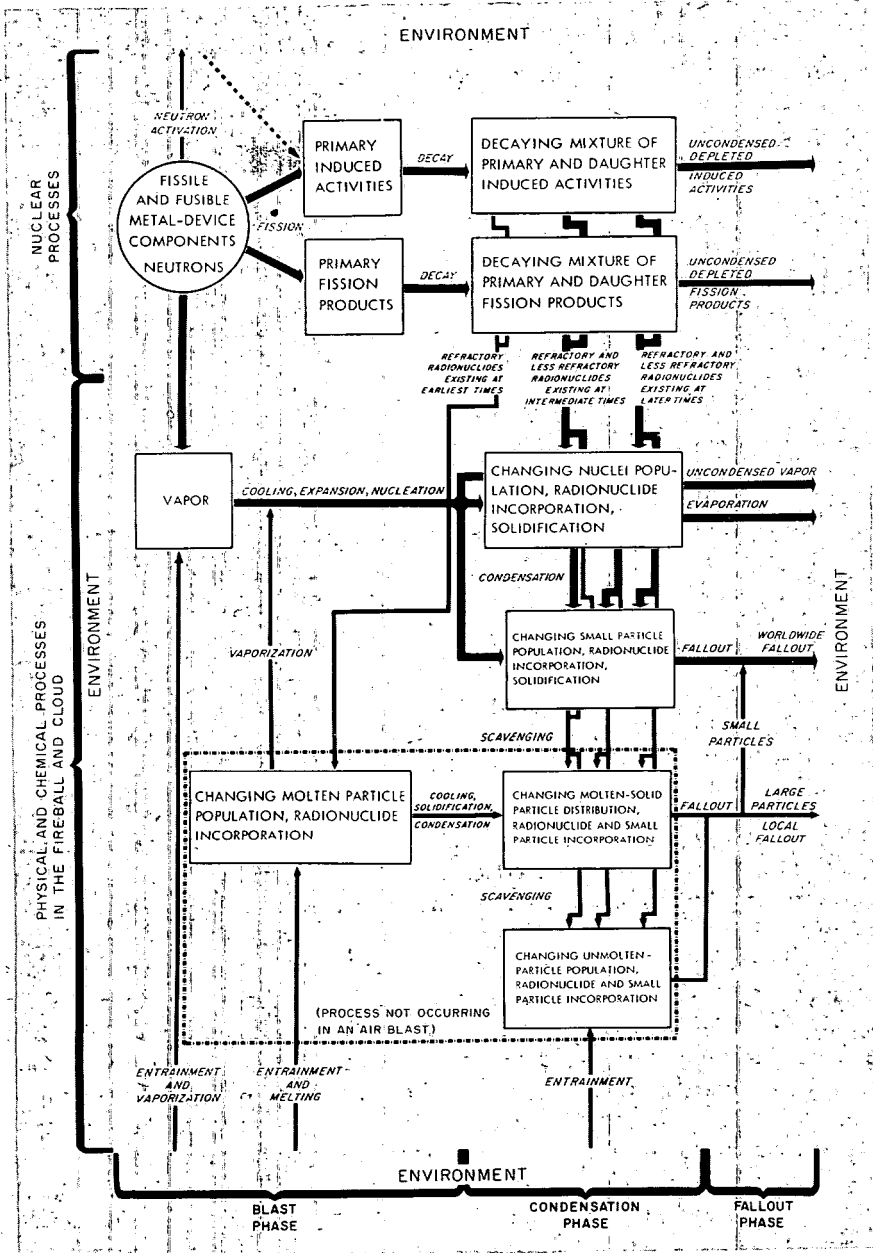 ENVIRONMENT
NEUTRON
ACTIVATION
FISSILE
AND FUSIBLE
METAL-DEVICE
COMPONENTS
NEUTRONS
FISSION
PRIMARY
INDUCED
ACTIVITIES
DECAY
DECAYING MIXTURE OF
PRIMARY AND DAUGHTER
INDUCED ACTIVITIES
UNCONDENSED
DEPLETED
INDUCED
ACTIVITIES
NUCLEAR
PROCESSES
PRIMARY
FISSION
PRODUCTS
DECAY
DECAYING MIXTURE OF
PRIMARY AND DAUGHTER
FISSION PRODUCTS
UNCONDENSED
DEPLETED
FISSION
PRODUCTS
REFRACTORY
RADIONUCLIDES
EXISTING AT
EARLIEST TIMES
REFRACTORY AND
LESS REFRACTORY
RADIONUCLIDES
EXISTING AT
INTERMEDIATE TIMES
REFRACTORY AND
LESS REFRACTORY
RADIONUCLIDES
EXISTING AT
LATER TIMES
VAPOR
COOLING, EXPANSION, NUCLEATION
CHANGING NUCLEI POPU-
LATION, RADIONUCLIDE
INCORPORATION,
SOLIDIFICATION
UNCONDENSED VAPOR
EVAPORATION
CONDENSATION
PHYSICAL AND CHEMICAL PROCESSES
IN THE FIREBALL AND CLOUD
ENVIRONMENT
VAPORIZATION
CHANGING SMALL PARTICLE
POPULATION, RADIONUCLIDE
INCORPORATION,
SOLIDIFICATION
FALLOUT
WORLDWIDE
FALLOUT
ENVIRONMENT
SMALL
PARTICLES
SCAVENGING
CHANGING MOLTEN PARTICLE
POPULATION, RADIONUCLIDE
INCORPORATION
COOLING,
SOLIDIFICATION,
CONDENSATION
CHANGING MOLTEN-SOLID
PARTICLE DISTRIBUTION,
RADIONUCLIDE AND SMALL
PARTICLE INCORPORATION
FALLOUT
LARGE
PARTICLES
LOCAL
FALLOUT
SCAVENGING
CHANGING UNMOLTEN-
PARTICLE POPULATION,
RADIONUCLIDE AND SMALL
PARTICLE INCORPORATION
(PROCESS NOT OCCURRING
IN AN AIR BLAST)
ENTRAINMENT
AND
VAPORIZATION
ENTRAINMENT
AND
MELTING
ENTRAINMENT
ENVIRONMENT
BLAST
PHASE
CONDENSATION
PHASE
FALLOUT
PHASE